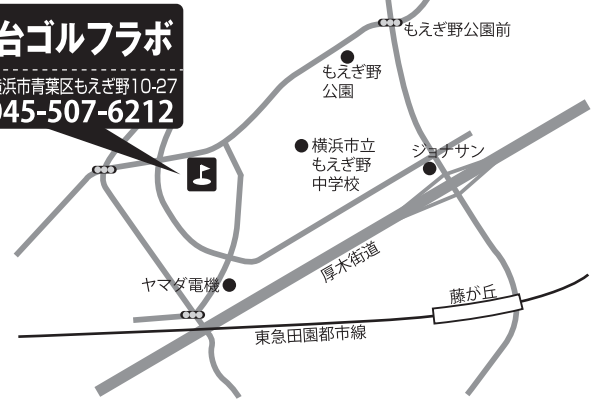 台ゴルフラボ
浜市青葉区もえぎ野10-27
045-507-6212
もえぎ野公園前
もえぎ野
公園
横浜市立
もえぎ野
中学校
ジョナサン
厚木街道
ヤマダ電機
藤が丘
東急田園都市線